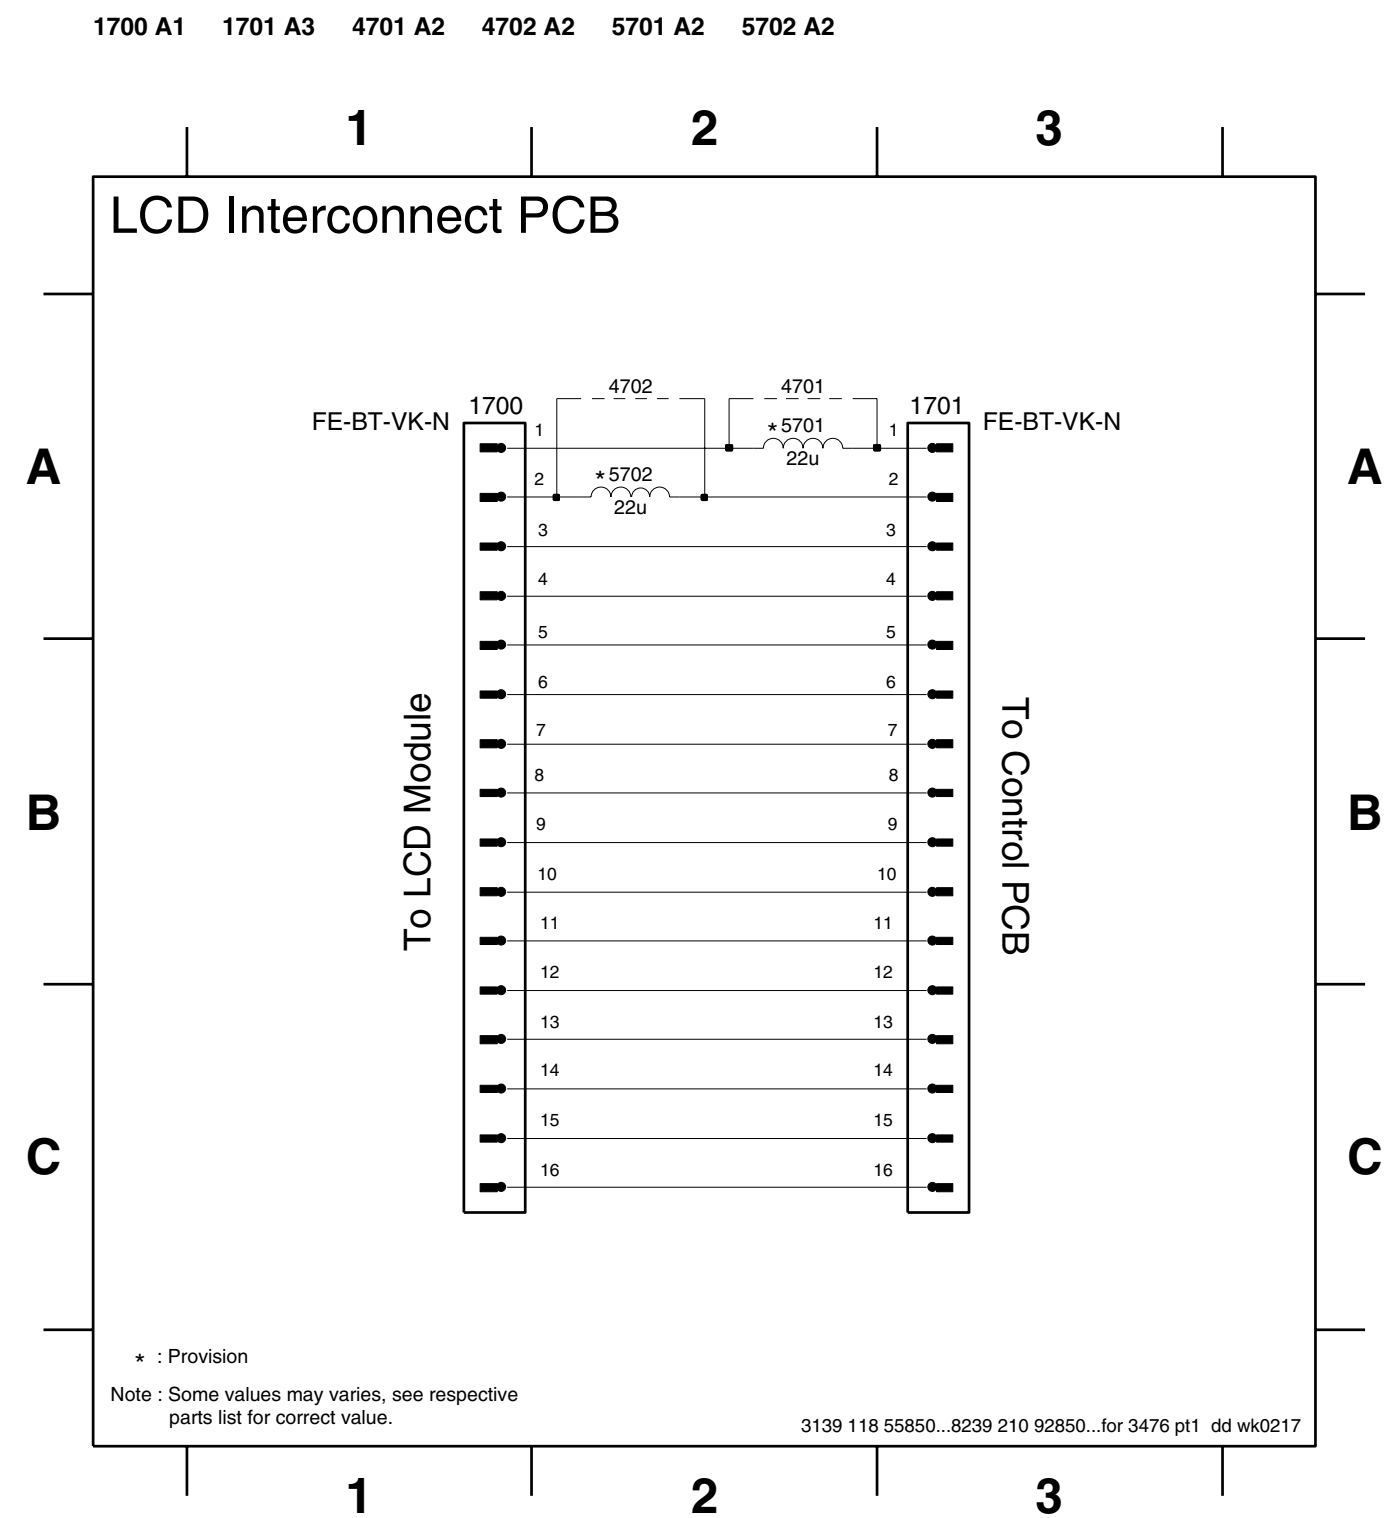 1700 A1 1701 A3 4701 A2 4702 A2 5701 A2 5702 A2
1 2 3
LCD Interconnect PCB
4702 4701
FE-BT-VK-N 1700 1701 FE-BT-VK-N
1 *5701 1
22u
A A
2 *5702 2
22u
3 3
4 4
5 5
6 6
7 7
8 8
B B
9 9
10 10
11 11
12 12
13 13
14 14
15 15
C C
16 16
To LCD Module
To Control PCB
* : Provision
Note : Some values may varies, see respective
parts list for correct value.
3139 118 55850...8239 210 92850...for 3476 pt1 dd wk0217
1 2 3